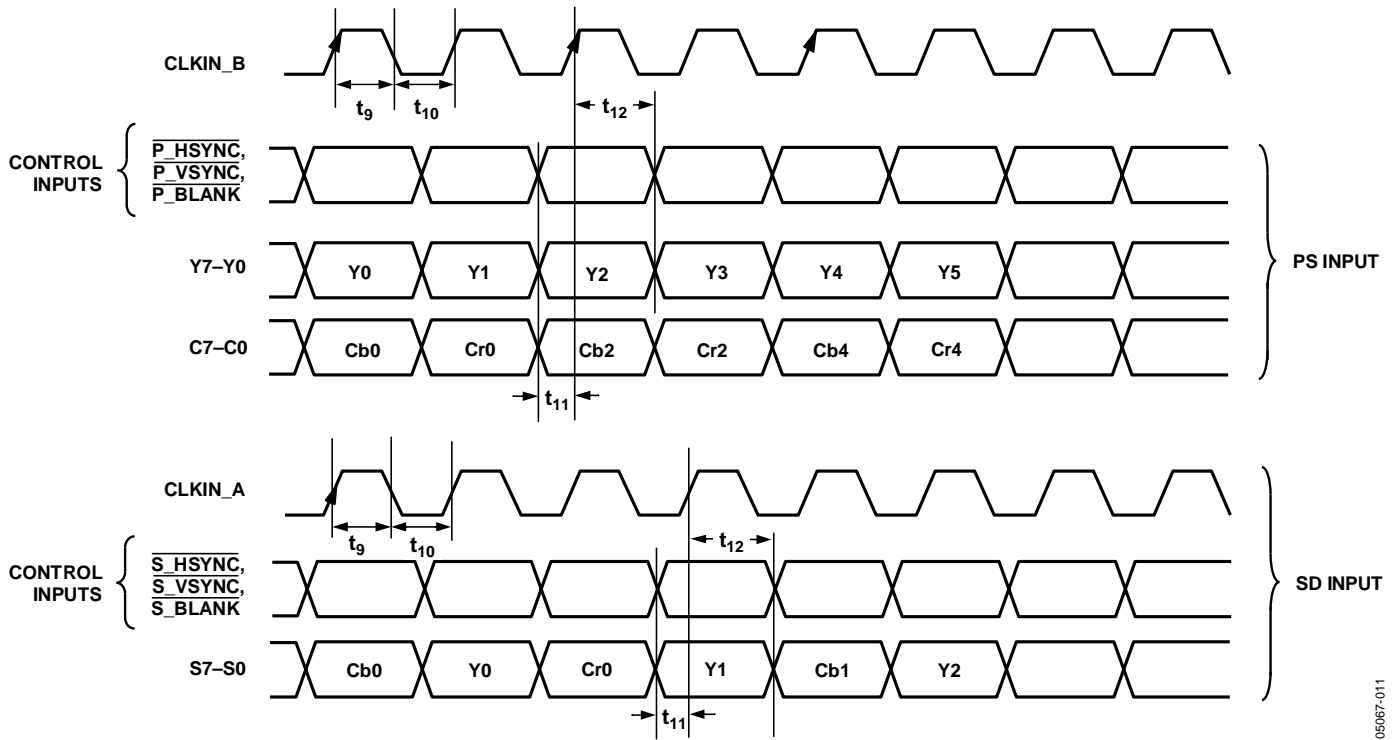 CLKIN_B
t9
t10
t12
CONTROL
INPUTS
P_HSYNC,
P_VSYNC,
P_BLANK
Y7–Y0
Y0
Y1
Y2
Y3
Y4
Y5
PS INPUT
C7–C0
Cb0
Cr0
Cb2
Cr2
Cb4
Cr4
t11
CLKIN_A
t9
t10
t12
CONTROL
INPUTS
S_HSYNC,
S_VSYNC,
S_BLANK
SD INPUT
S7–S0
Cb0
Y0
Cr0
Y1
Cb1
Y2
t11
05067-011